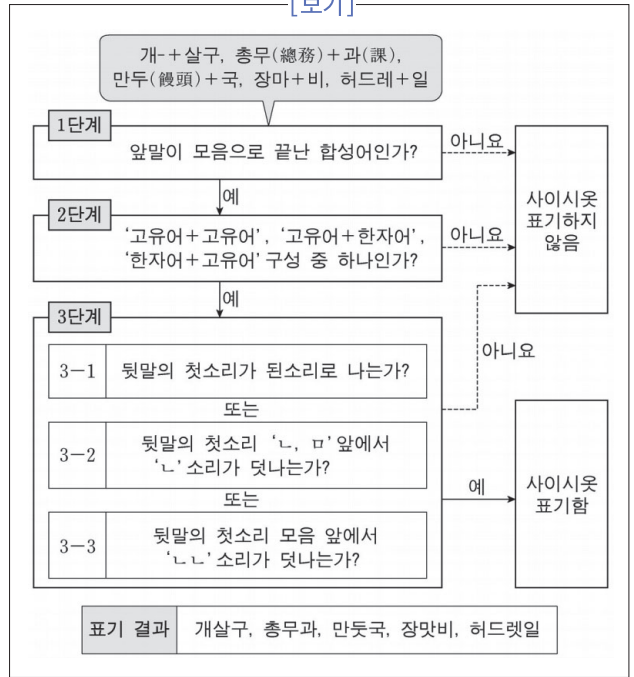 [보기]
개-+살구, 총무(總務)+과(課),
만두(饅頭)+국, 장마+비, 허드레+일
1단계
앞말이 모음으로 끝난 합성어인가?
아니요
예
2단계
‘고유어+고유어’, ‘고유어+한자어’,
‘한자어+고유어’ 구성 중 하나인가?
아니요
사이시옷
표기하지
않음
예
3단계
3-1 뒷말의 첫소리가 된소리로 나는가?
또는
3-2 뒷말의 첫소리 ‘ㄴ, ㅁ’ 앞에서
‘ㄴ’ 소리가 덧나는가?
또는
3-3 뒷말의 첫소리 모음 앞에서
‘ㄴㄴ’ 소리가 덧나는가?
아니요
예
사이시옷
표기함
표기 결과 개살구, 총무과, 만둣국, 장맛비, 허드렛일